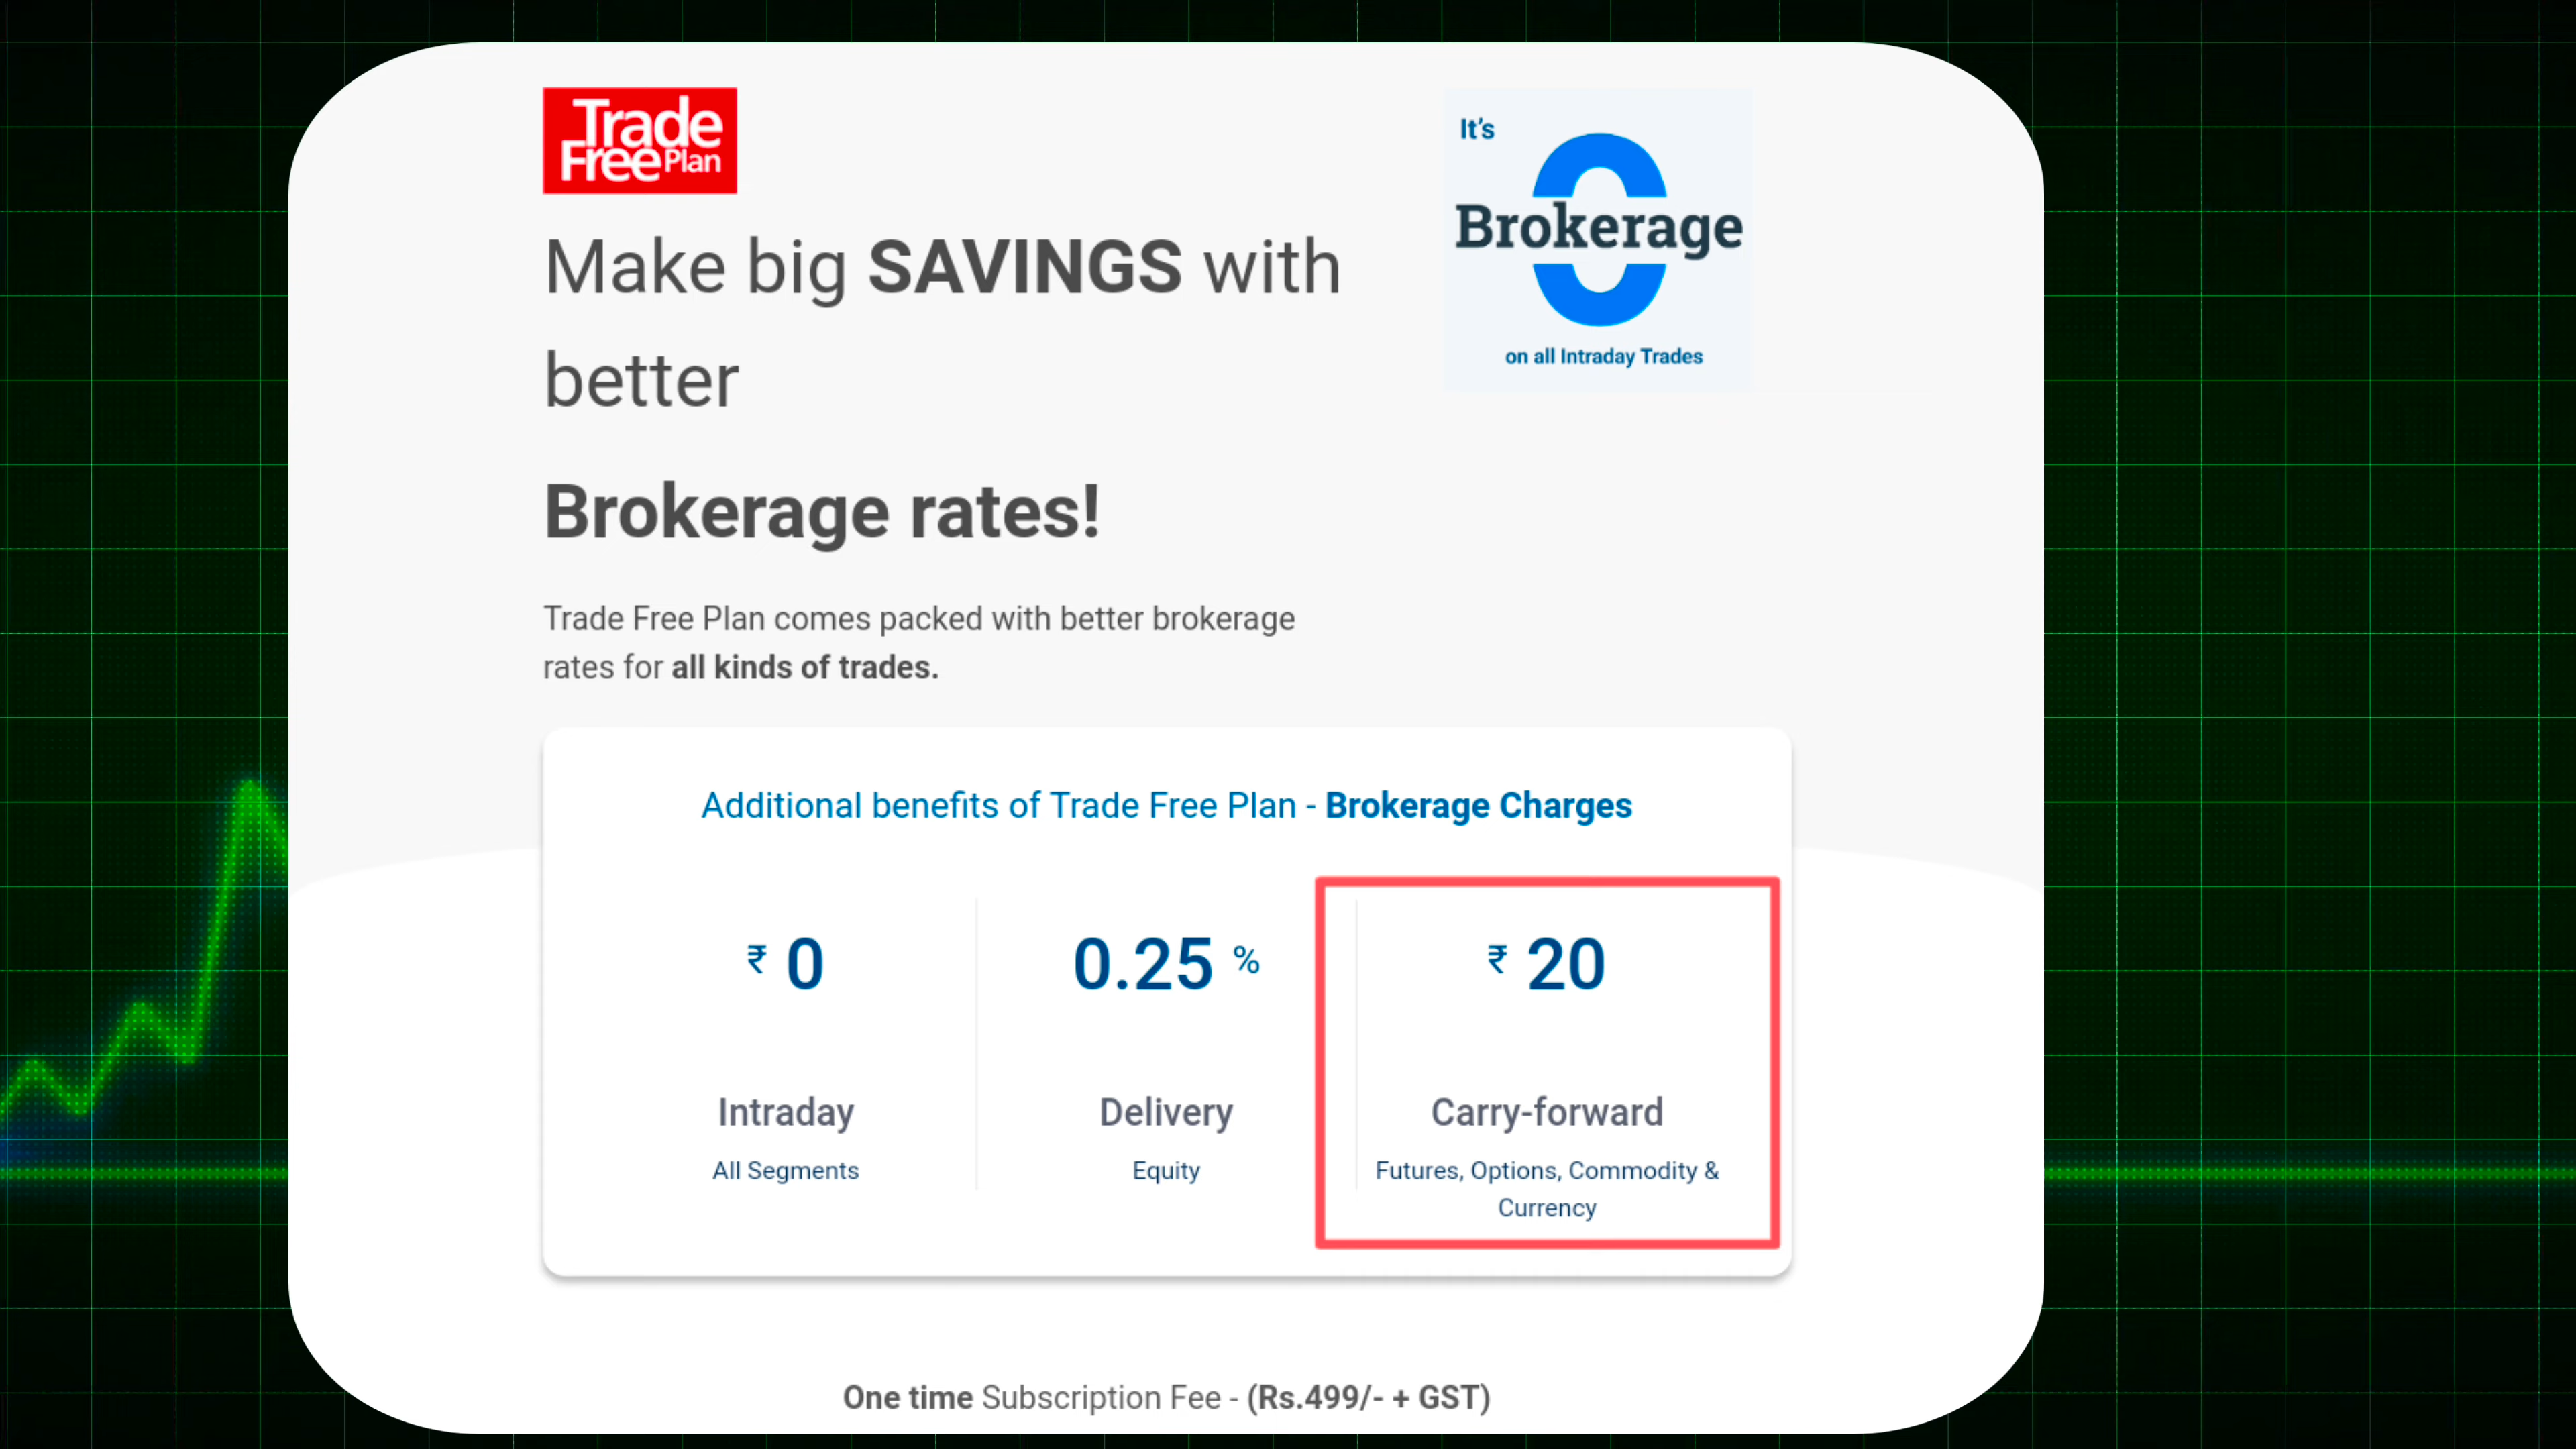 Trade
Free Plan
It's
Brokerage
on all Intraday Trades
Make big SAVINGS with
better
Brokerage rates!
Trade Free Plan comes packed with better brokerage
rates for all kinds of trades.
Additional benefits of Trade Free Plan - Brokerage Charges
₹ 0
Intraday
All Segments
0.25 %
Delivery
Equity
₹ 20
Carry-forward
Futures, Options, Commodity &
Currency
One time Subscription Fee - (Rs.499/- + GST)